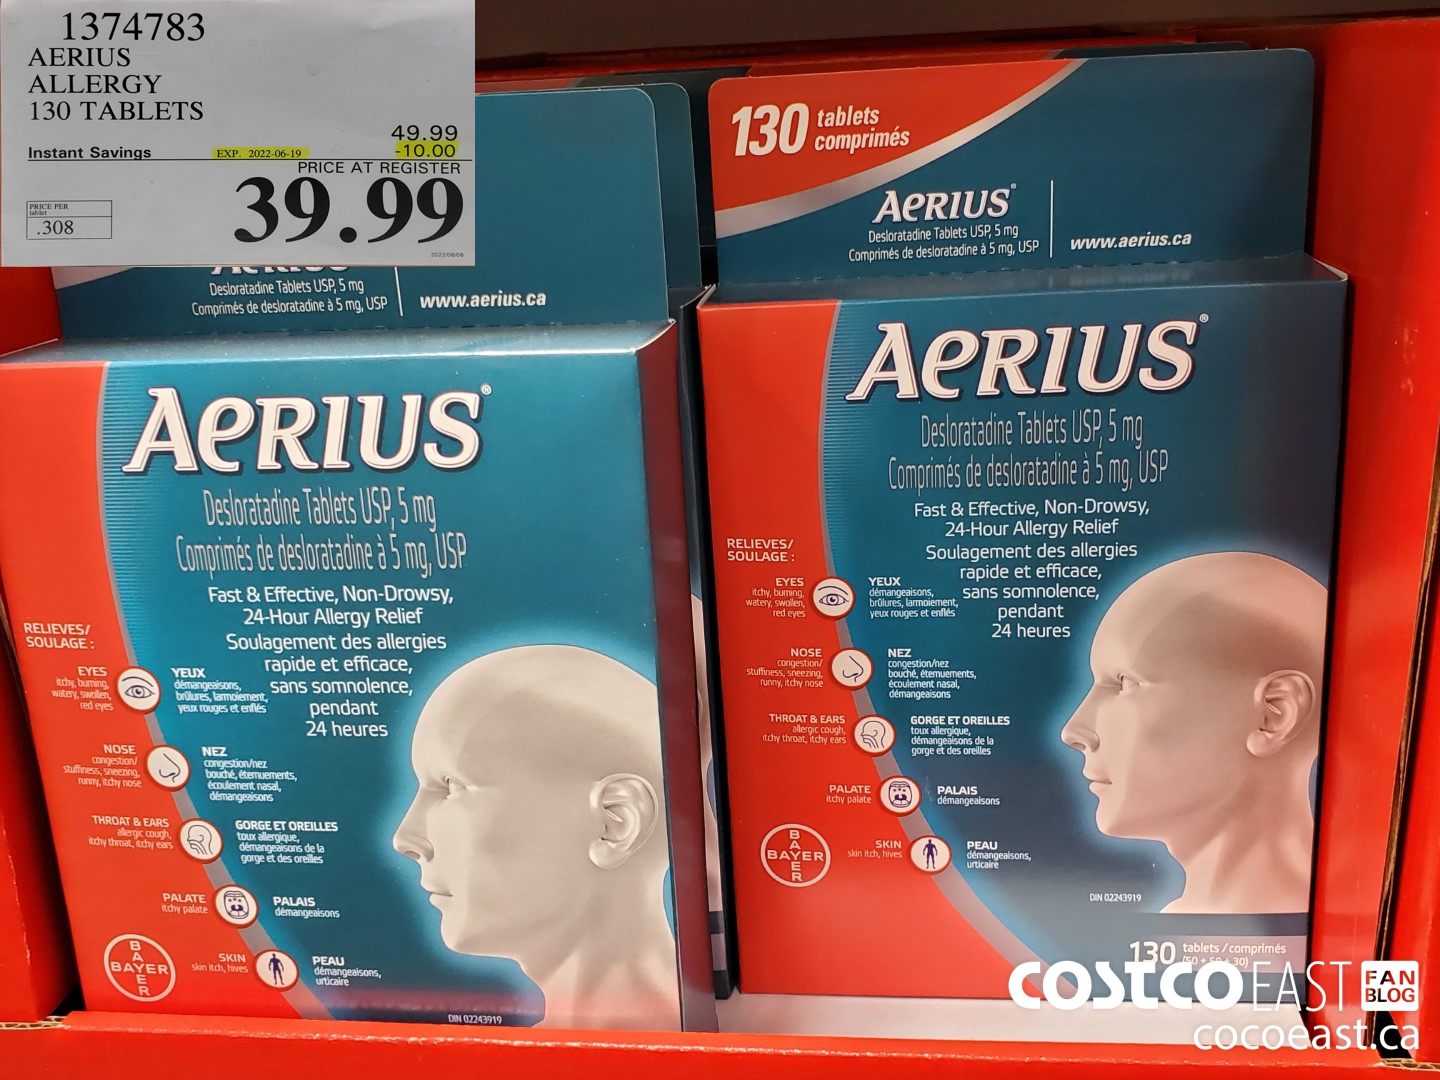 1374783
AERIUS
ALLERGY
130 TABLETS
49.99
Instant Savings EXP. 2022-06-19 -10.00
PRICE AT REGISTER
39.99
PRICE PER
tablet
.308
2022/06/08
AERIUS
Desloratadine Tablets USP, 5 mg
Comprimés de desloratadine à 5 mg, USP
www.aerius.ca
AERIUS®
Desloratadine Tablets USP, 5 mg
Comprimés de desloratadine à 5 mg, USP
Fast & Effective, Non-Drowsy,
24-Hour Allergy Relief
Soulagement des allergies
rapide et efficace,
sans somnolence,
pendant
24 heures
RELIEVES/
SOULAGE :
EYES
itchy, burning,
watery, swollen,
red eyes
YEUX
démangeaisons,
brûlures, larmoiement,
yeux rouges et enflés
NOSE
congestion/
stuffiness, sneezing,
runny, itchy nose
NEZ
congestion/nez
bouché, éternuements,
écoulement nasal,
démangeaisons
THROAT & EARS
allergic cough,
itchy throat, itchy ears
GORGE ET OREILLES
toux allergique,
démangeaisons de la
gorge et des oreilles
PALATE
itchy palate
PALAIS
démangeaisons
SKIN
skin itch, hives
PEAU
démangeaisons,
urticaire
BAYER
BAYER
DIN 02243919
130 tablets
comprimés
AERIUS®
Desloratadine Tablets USP, 5 mg
Comprimés de desloratadine à 5 mg, USP
www.aerius.ca
AERIUS®
Desloratadine Tablets USP, 5 mg
Comprimés de desloratadine à 5 mg, USP
Fast & Effective, Non-Drowsy,
24-Hour Allergy Relief
Soulagement des allergies
rapide et efficace,
sans somnolence,
pendant
24 heures
RELIEVES/
SOULAGE :
EYES
itchy, burning,
watery, swollen,
red eyes
YEUX
démangeaisons,
brûlures, larmoiement,
yeux rouges et enflés
NOSE
congestion/
stuffiness, sneezing,
runny, itchy nose
NEZ
congestion/nez
bouché, éternuements,
écoulement nasal,
démangeaisons
THROAT & EARS
allergic cough,
itchy throat, itchy ears
GORGE ET OREILLES
toux allergique,
démangeaisons de la
gorge et des oreilles
PALATE
itchy palate
PALAIS
démangeaisons
SKIN
skin itch, hives
PEAU
démangeaisons,
urticaire
BAYER
BAYER
DIN 02243919
130 tablets / comprimés
(50 + 50 + 30)
COSTCO EAST FAN
BLOG
cocoeast.ca